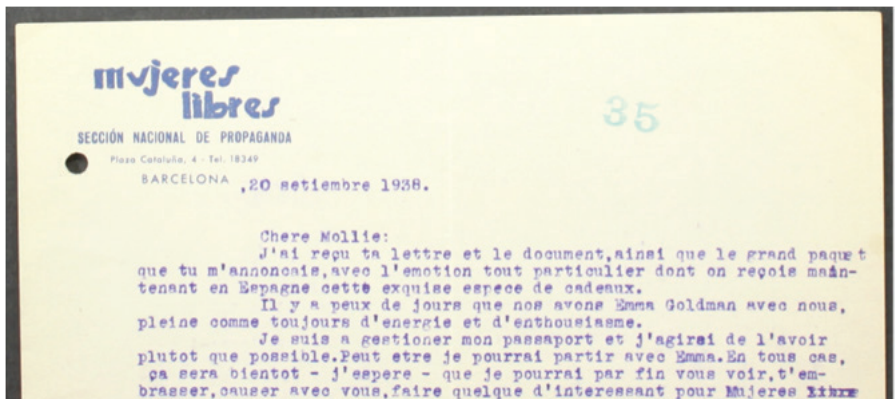 mujeres
libres
SECCIÓN NACIONAL DE PROPAGANDA
Plaza Cataluña, 4 - Tel. 18349
BARCELONA ,20 setiembre 1938.
35
Chere Mollie:
J'ai reçu ta lettre et le document,ainsi que le grand paquet
que tu m'annoncais,avec l'emotion tout particulier dont on reçois main-
tenant en Espagne cette exquise espece de cadeaux.
Il y a peux de jours que nos avons Emma Goldman avec nous,
pleine comme toujours d'energie et d'enthousiasme.
Je suis a gestioner mon passaport et j'agirai de l'avoir
plutot que possible.Peut etre je pourrai partir avec Emma.En tous cas,
ça sera bientot - j'espere - que je pourrai par fin vous voir,t'em-
brasser,causer avec vous,faire quelque d'interessant pour Mujeres